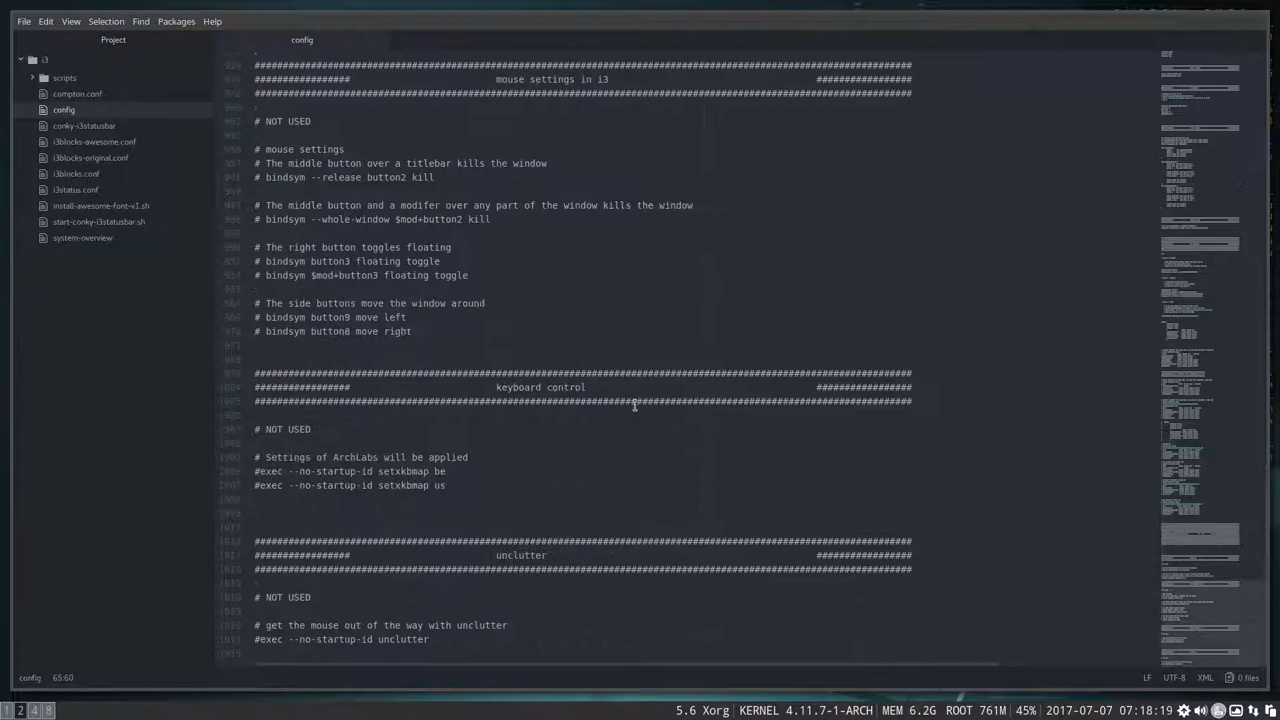 File Edit View Selection Find Packages Help
Project
config
i3
scripts
compton.conf
config
conky-i3statusbar
i3blocks-awesome.conf
i3blocks-original.conf
i3blocks.conf
i3status.conf
install-awesome-font-v1.sh
start-conky-i3statusbar.sh
system-overview
#####################################################################################################################
################# mouse settings in i3 #################
#####################################################################################################################
# NOT USED
# mouse settings
# The middle button over a titlebar kills the window
# bindsym --release button2 kill
# The middle button and a modifer over any part of the window kills the window
# bindsym --whole-window $mod+button2 kill
# The right button toggles floating
# bindsym button3 floating toggle
# bindsym $mod+button3 floating toggle
# The side buttons move the window around
# bindsym button9 move left
# bindsym button8 move right
#####################################################################################################################
################# keyboard control #################
#####################################################################################################################
# NOT USED
# Settings of ArchLabs will be applied
#exec --no-startup-id setxkbmap be
#exec --no-startup-id setxkbmap us
#####################################################################################################################
################# unclutter #################
#####################################################################################################################
# NOT USED
# get the mouse out of the way with unclutter
#exec --no-startup-id unclutter
config 65:60
LF UTF-8 XML 0 files
1 2 4 8
5.6 Xorg KERNEL 4.11.7-1-ARCH MEM 6.2G ROOT 761M 45% 2017-07-07 07:18:19